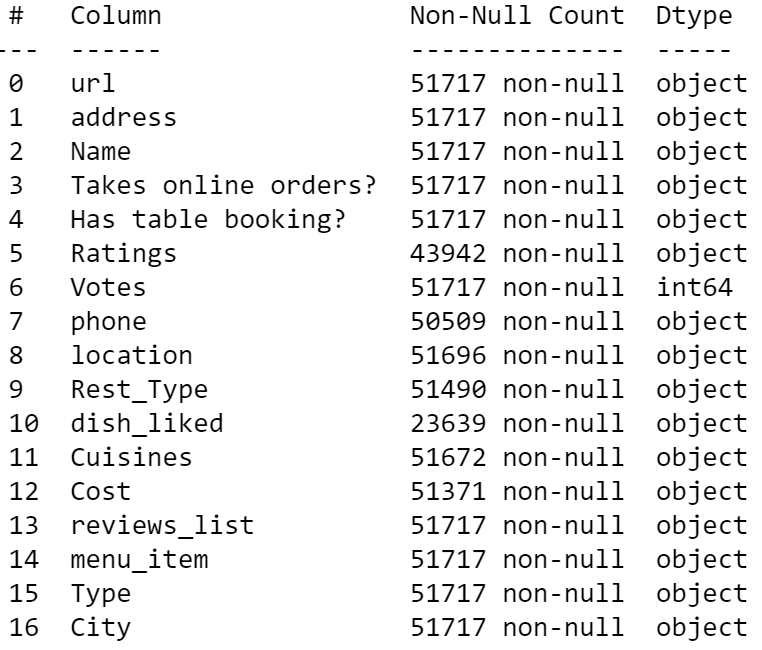 #   Column                Non-Null Count  Dtype
--- ------                --------------  -----
0   url                   51717 non-null  object
1   address               51717 non-null  object
2   Name                  51717 non-null  object
3   Takes online orders?  51717 non-null  object
4   Has table booking?    51717 non-null  object
5   Ratings               43942 non-null  object
6   Votes                 51717 non-null  int64
7   phone                 50509 non-null  object
8   location              51696 non-null  object
9   Rest_Type             51490 non-null  object
10  dish_liked            23639 non-null  object
11  Cuisines              51672 non-null  object
12  Cost                  51371 non-null  object
13  reviews_list          51717 non-null  object
14  menu_item             51717 non-null  object
15  Type                  51717 non-null  object
16  City                  51717 non-null  object